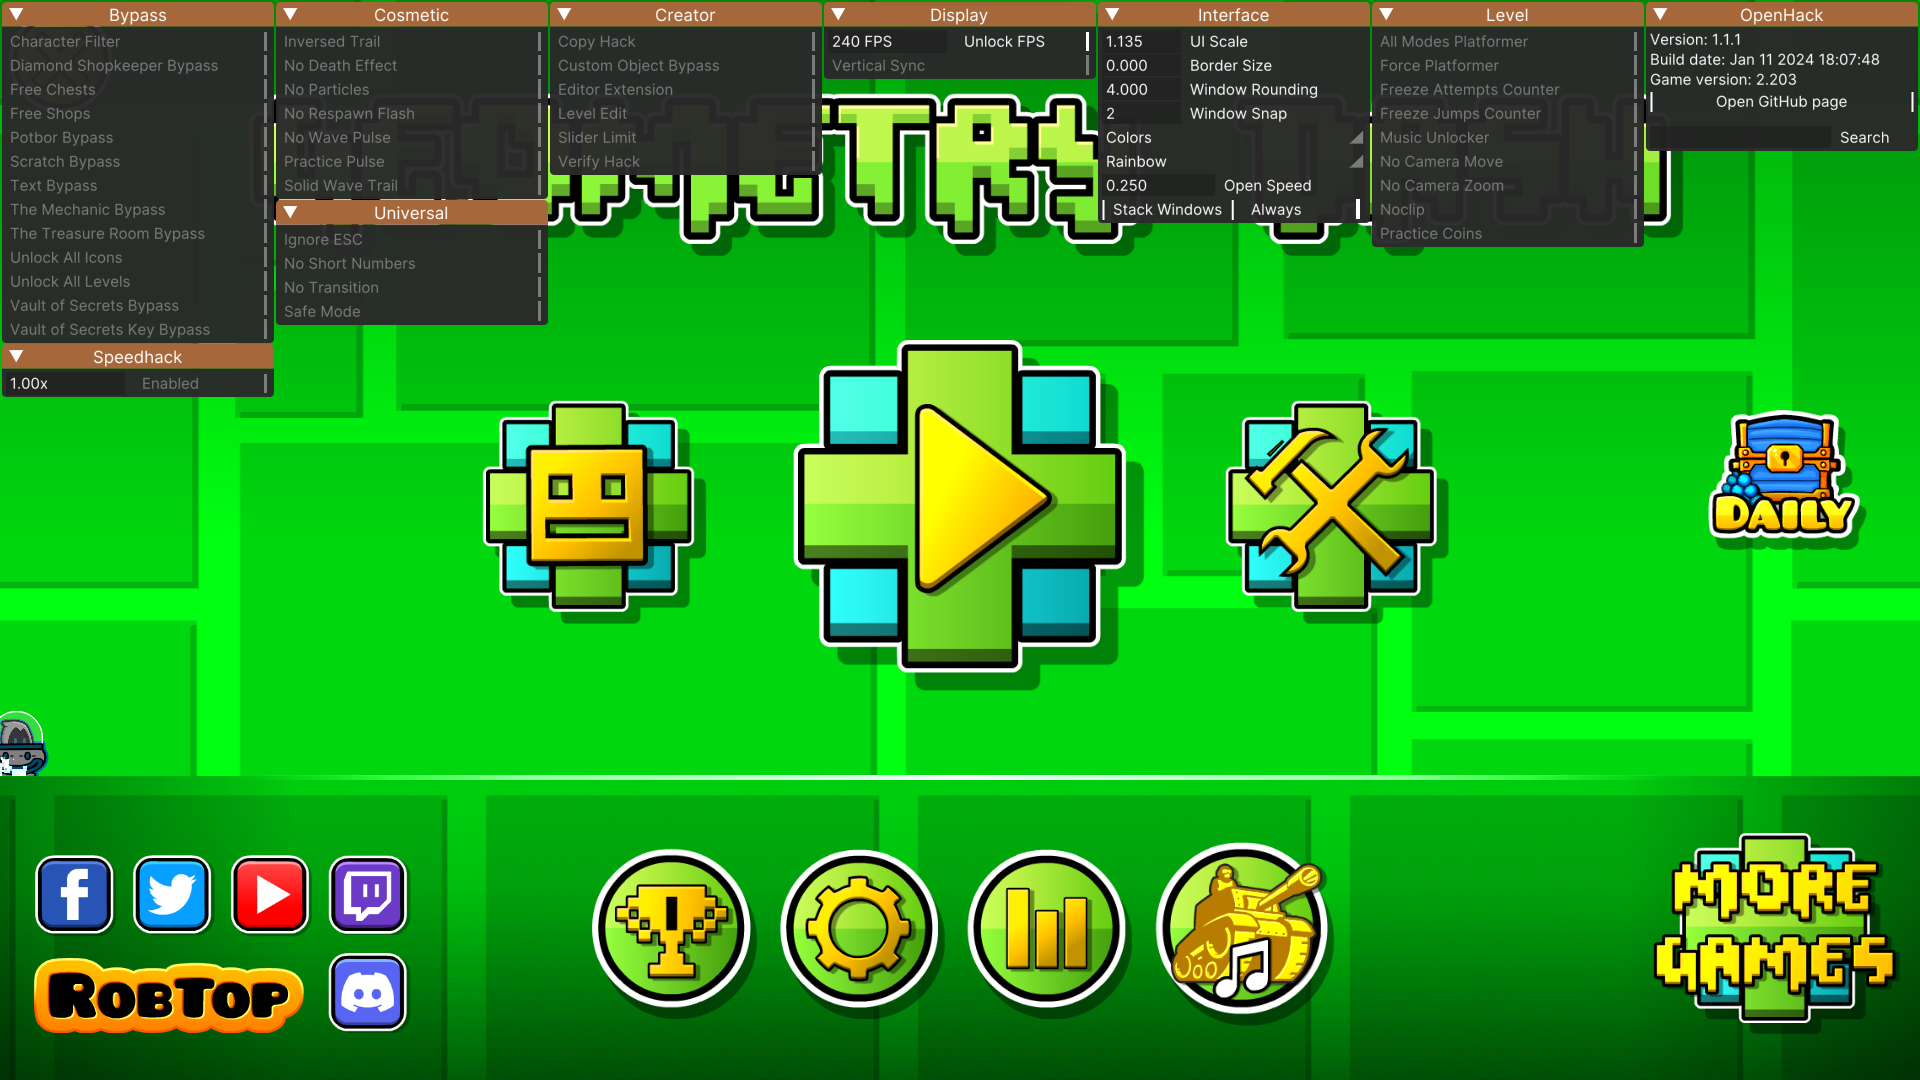 Bypass
Character Filter
Diamond Shopkeeper Bypass
Free Chests
Free Shops
Potbor Bypass
Scratch Bypass
Text Bypass
The Mechanic Bypass
The Treasure Room Bypass
Unlock All Icons
Unlock All Levels
Vault of Secrets Bypass
Vault of Secrets Key Bypass
Speedhack
1.00x Enabled
Cosmetic
Inversed Trail
No Death Effect
No Particles
No Respawn Flash
No Wave Pulse
Practice Pulse
Solid Wave Trail
Universal
Ignore ESC
No Short Numbers
No Transition
Safe Mode
Creator
Copy Hack
Custom Object Bypass
Editor Extension
Level Edit
Slider Limit
Verify Hack
Display
240 FPS Unlock FPS
Vertical Sync
Interface
1.135 UI Scale
0.000 Border Size
4.000 Window Rounding
2 Window Snap
Colors
Rainbow
0.250 Open Speed
Stack Windows Always
Level
All Modes Platformer
Force Platformer
Freeze Attempts Counter
Freeze Jumps Counter
Music Unlocker
No Camera Move
No Camera Zoom
Noclip
Practice Coins
OpenHack
Version: 1.1.1
Build date: Jan 11 2024 18:07:48
Game version: 2.203
Open GitHub page
Search
DAILY
ROBTOP
MORE
GAMES